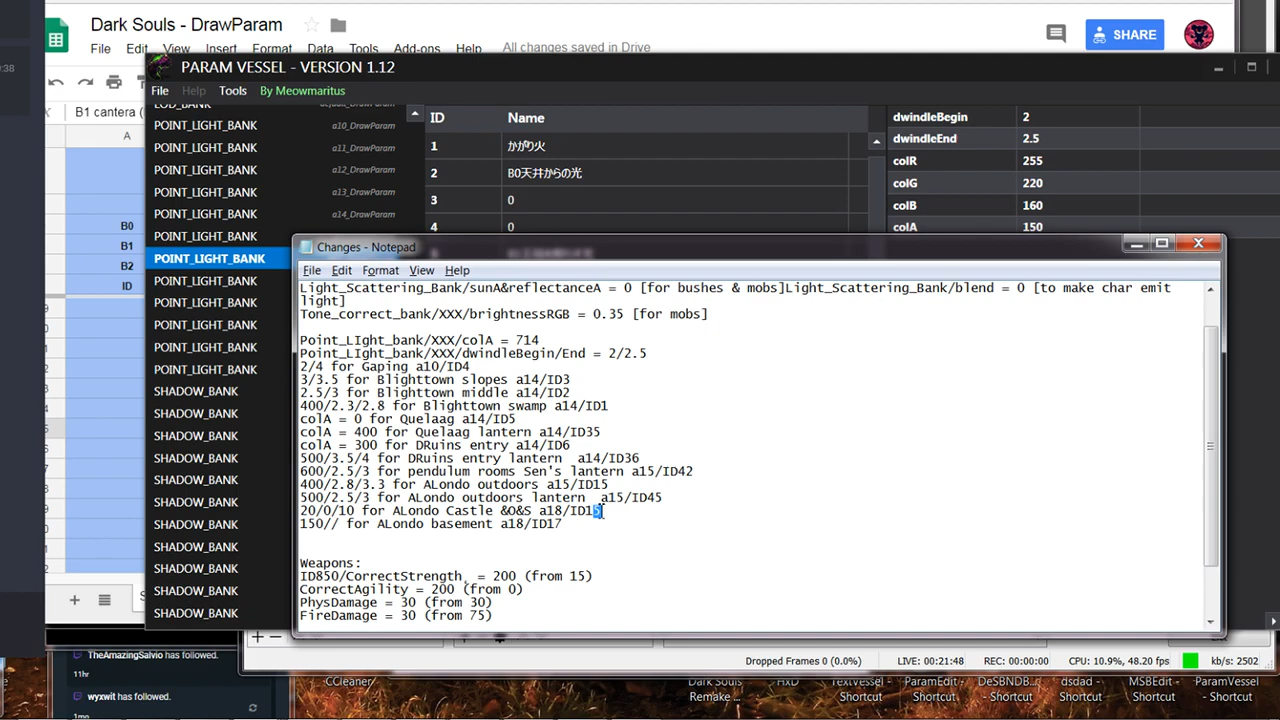 Dark Souls - DrawParam
File Edit View Insert Format Data Tools Add-ons Help All changes saved in Drive
SHARE
:38
PARAM VESSEL - VERSION 1.12
File Help Tools By Meowmaritus
B1 cantera (
A
B0
B1
B2
ID
POINT_LIGHT_BANK a10_DrawParam
POINT_LIGHT_BANK a11_DrawParam
POINT_LIGHT_BANK a12_DrawParam
POINT_LIGHT_BANK a13_DrawParam
POINT_LIGHT_BANK a14_DrawParam
POINT_LIGHT_BANK
POINT_LIGHT_BANK
POINT_LIGHT_BANK
POINT_LIGHT_BANK
POINT_LIGHT_BANK
POINT_LIGHT_BANK
POINT_LIGHT_BANK
SHADOW_BANK
SHADOW_BANK
SHADOW_BANK
SHADOW_BANK
SHADOW_BANK
SHADOW_BANK
SHADOW_BANK
SHADOW_BANK
SHADOW_BANK
SHADOW_BANK
SHADOW_BANK
ID Name
1 かがり火
2 B0天井からの光
3 0
4 0
dwindleBegin 2
dwindleEnd 2.5
colR 255
colG 220
colB 160
colA 150
Changes - Notepad
File Edit Format View Help
Light_Scattering_Bank/sunA&reflectanceA = 0 [for bushes & mobs]Light_Scattering_Bank/blend = 0 [to make char emit
light]
Tone_correct_bank/XXX/brightnessRGB = 0.35 [for mobs]
Point_LIght_bank/XXX/colA = 714
Point_LIght_bank/XXX/dwindleBegin/End = 2/2.5
2/4 for Gaping a10/ID4
3/3.5 for Blighttown slopes a14/ID3
2.5/3 for Blighttown middle a14/ID2
400/2.3/2.8 for Blighttown swamp a14/ID1
colA = 0 for Quelaag a14/ID5
colA = 400 for Quelaag lantern a14/ID35
colA = 300 for DRuins entry a14/ID6
500/3.5/4 for DRuins entry lantern  a14/ID36
600/2.5/3 for pendulum rooms Sen's lantern a15/ID42
400/2.8/3.3 for ALondo outdoors a15/ID15
500/2.5/3 for ALondo outdoors lantern  a15/ID45
20/0/10 for ALondo Castle &O&S a18/ID15
150// for ALondo basement a18/ID17
Weapons:
ID850/CorrectStrength, = 200 (from 15)
CorrectAgility = 200 (from 0)
PhysDamage = 30 (from 30)
FireDamage = 30 (from 75)
Dropped Frames 0 (0.0%) LIVE: 00:21:48 REC: 00:00:00 CPU: 10.9%, 48.20 fps kb/s: 2502
TheAmazingSalvio has followed.
11hr
wyxwit has followed.
1mo
CCleaner/
Dark Souls
Remake
HxD
TextVessel -
Shortcut
ParamEdit -
Shortcut
DeSBNDB...
- Shortcut
dsdad -
Shortcut
MSBEdit -
Shortcut
ParamVessel
- Shortcut